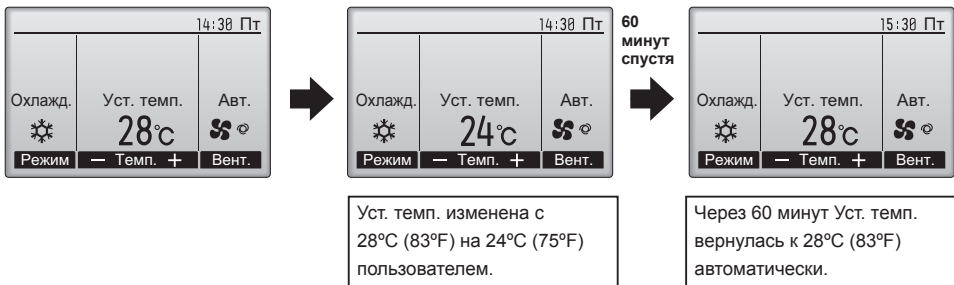 14:30 Пт
Охлажд. Уст. темп. Авт.
28°C
Режим − Темп. + Вент.
14:30 Пт
Охлажд. Уст. темп. Авт.
24°C
Режим − Темп. + Вент.
Уст. темп. изменена с
28ºC (83ºF) на 24ºC (75ºF)
пользователем.
60
минут
спустя
15:30 Пт
Охлажд. Уст. темп. Авт.
28°C
Режим − Темп. + Вент.
Через 60 минут Уст. темп.
вернулась к 28ºC (83ºF)
автоматически.